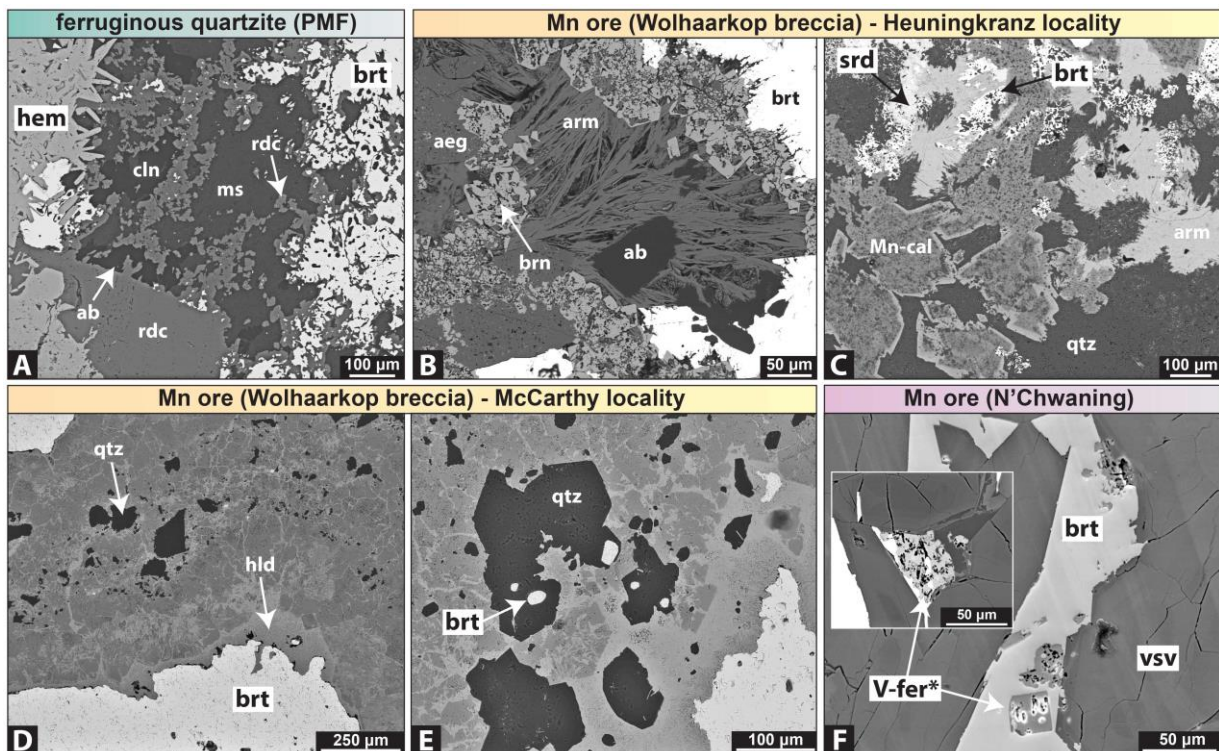 ferruginous quartzite (PMF)
Mn ore (Wolhaarkop breccia) - Heuningkranz locality
hem
brt
rdc
cln
ms
ab
rdc
A
100 µm
arm
brt
aeg
brn
ab
B
50 µm
srd
brt
Mn-cal
arm
qtz
C
100 µm
Mn ore (Wolhaarkop breccia) - McCarthy locality
Mn ore (N'Chwaning)
qtz
hld
brt
D
250 µm
qtz
brt
E
100 µm
brt
50 µm
vsv
V-fer*
F
50 µm